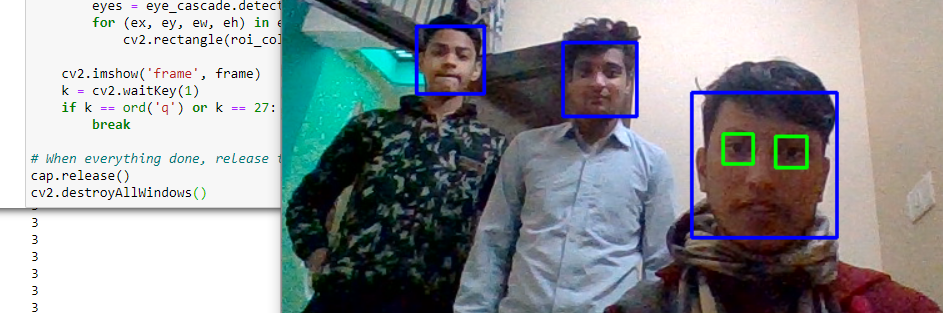 eyes = eye_cascade.detect
for (ex, ey, ew, eh) in e
cv2.rectangle(roi_col
cv2.imshow('frame', frame)
k = cv2.waitKey(1)
if k == ord('q') or k == 27:
break
# When everything done, release t
cap.release()
cv2.destroyAllWindows()
3
3
3
3
3
3